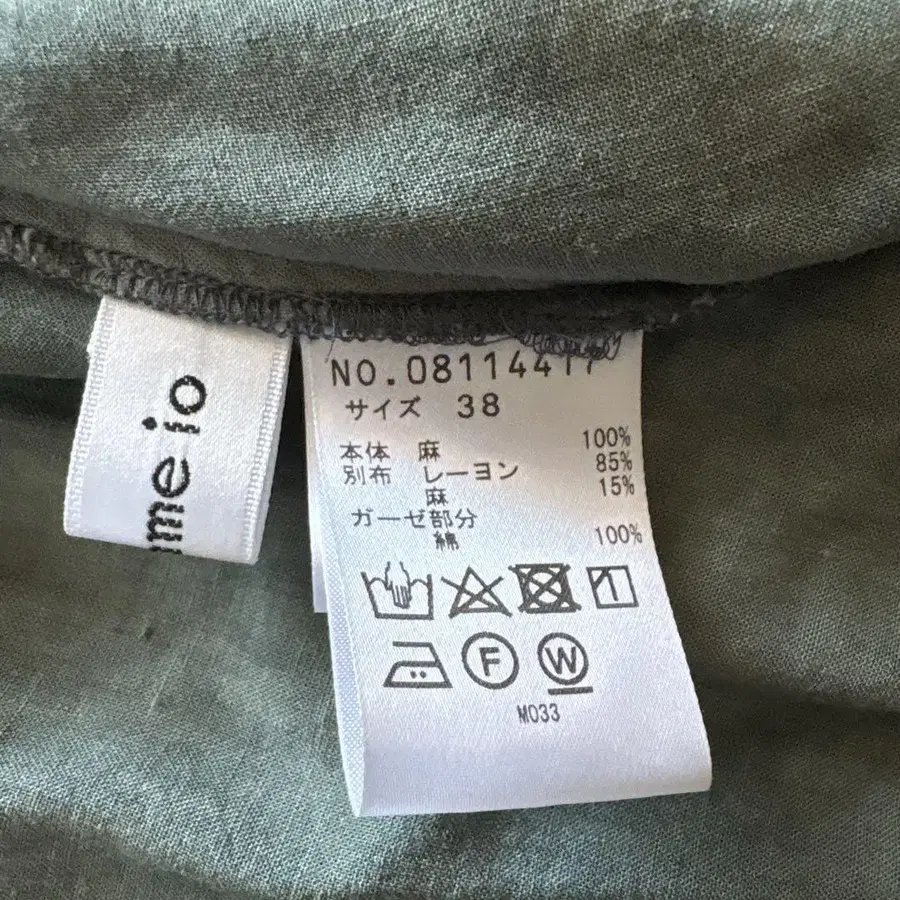 me io
NO.08114417
サイズ 38
本体 麻 100%
別布 レーヨン 85%
麻 15%
ガーゼ部分
綿 100%
F W
M033